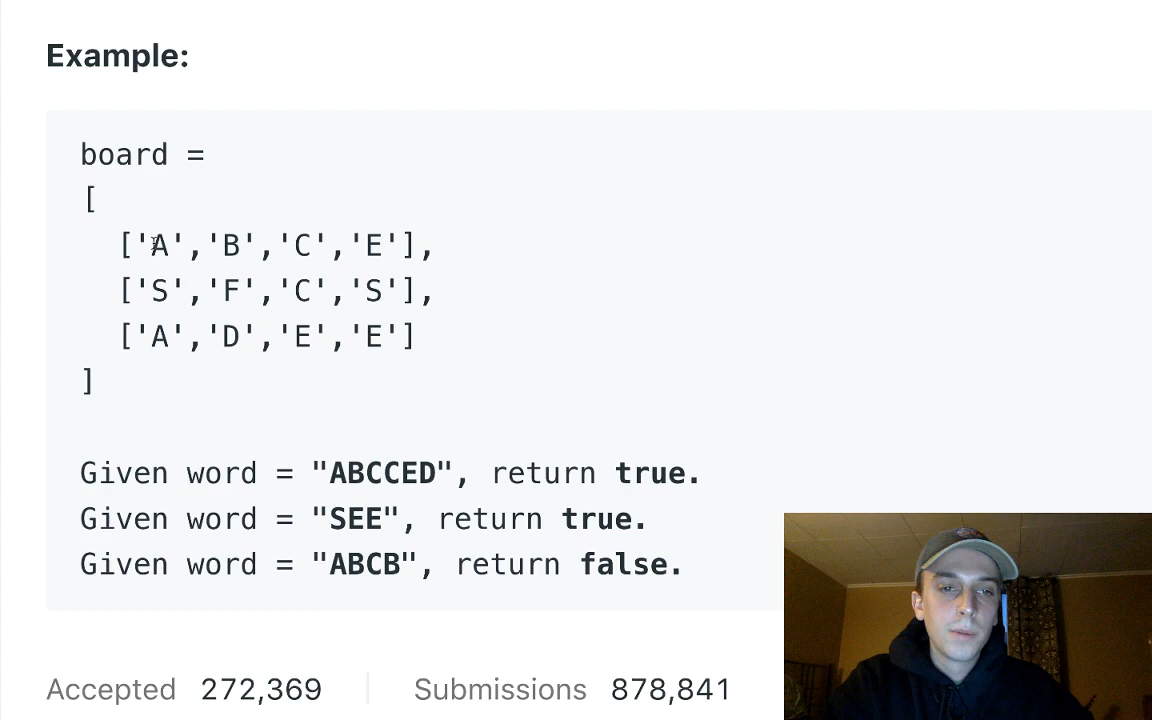 Example:
board =
[
['A','B','C','E'],
['S','F','C','S'],
['A','D','E','E']
]
Given word = "ABCCED", return true.
Given word = "SEE", return true.
Given word = "ABCB", return false.
Accepted 272,369 Submissions 878,841